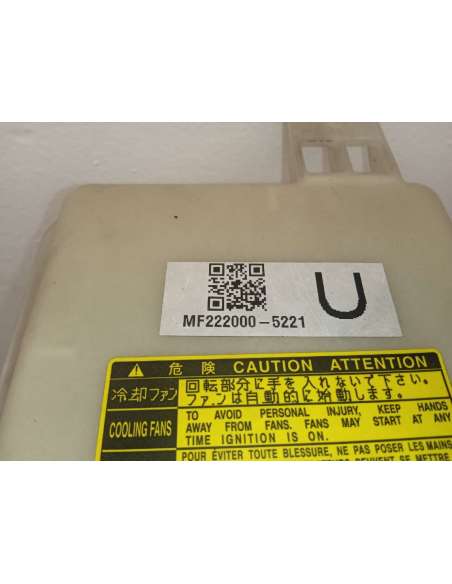 U
MF222000-5221
危険 CAUTION ATTENTION
冷却ファン
回転部分に手を入れないで下さい。
ファンは自動的に始動します。
COOLING FANS
TO AVOID PERSONAL INJURY, KEEP HANDS
AWAY FROM FANS. FANS MAY START AT ANY
TIME IGNITION IS ON.
POUR ÉVITER TOUTE BLESSURE, NE PAS POSER LES MAINS
PEUVENT SE METTRE